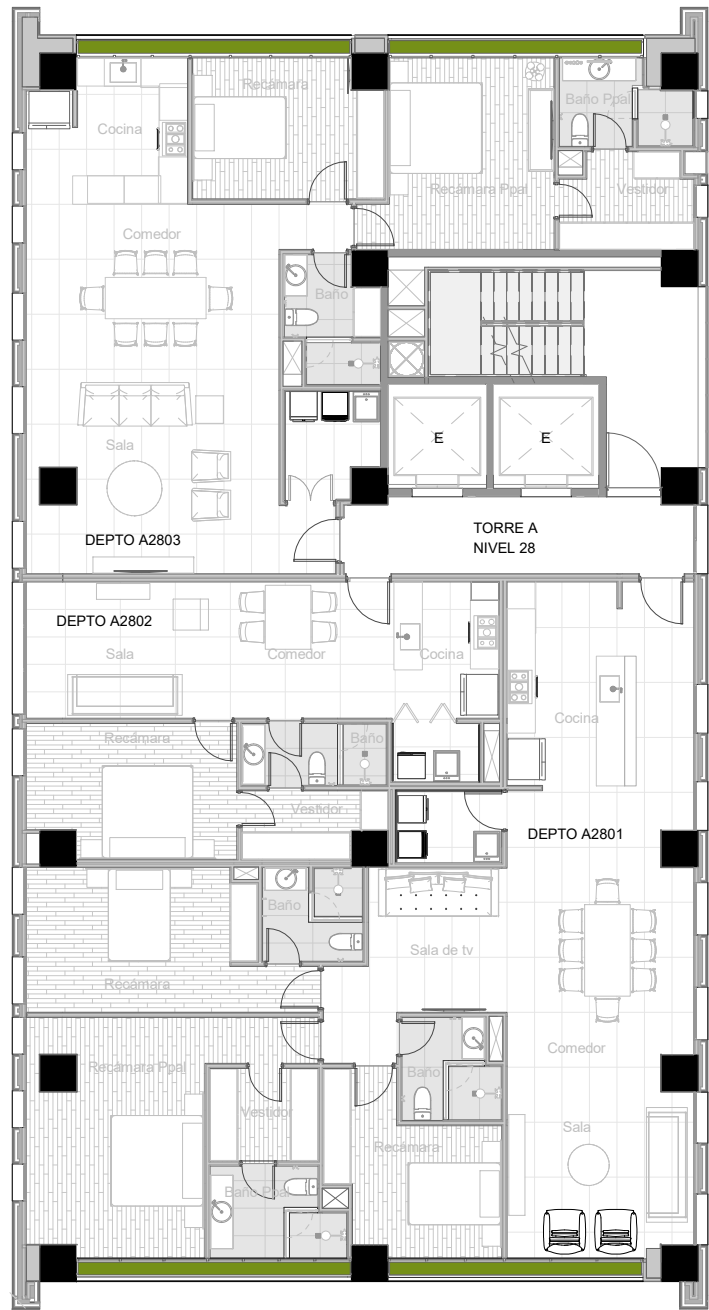 Recámara
Baño Ppal
Cocina
Recámara Ppal
Vestidor
Comedor
Baño
E
E
Sala
TORRE A
NIVEL 28
DEPTO A2803
DEPTO A2802
Sala
Comedor
Cocina
Cocina
Recámara
Baño
Vestidor
DEPTO A2801
Baño
Sala de tv
Recámara
Comedor
Recámara Ppal
Baño
Vestidor
Sala
Recámara
Baño Ppal